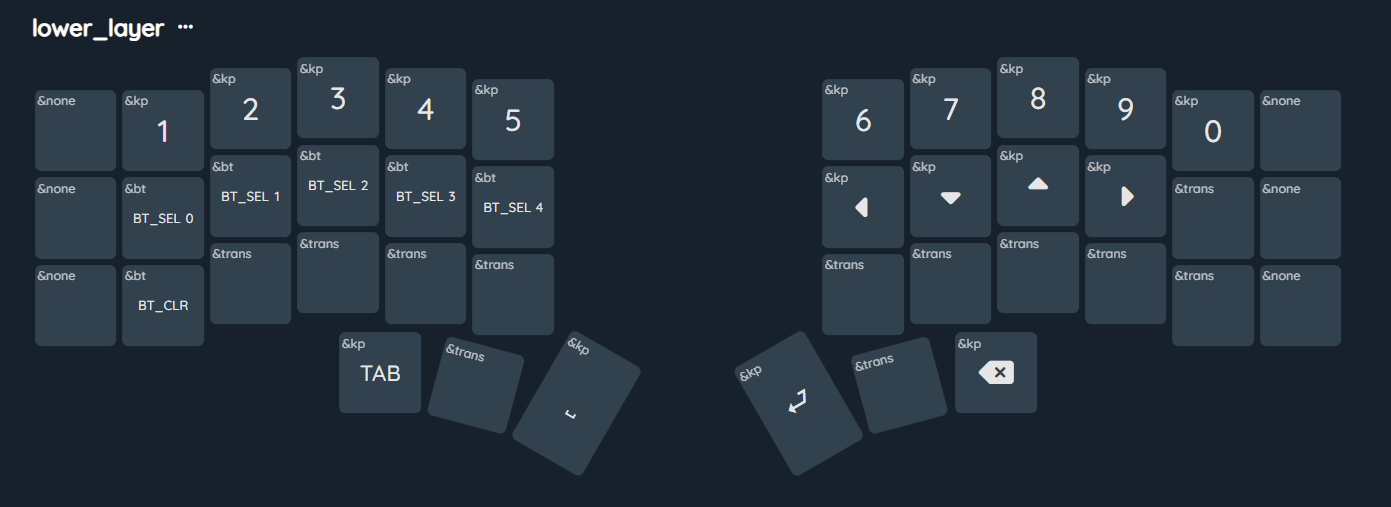 lower_layer ···
&none &kp 1 &kp 2 &kp 3 &kp 4 &kp 5 &kp 6 &kp 7 &kp 8 &kp 9 &kp 0 &none
&none &bt BT_SEL 0 &bt BT_SEL 1 &bt BT_SEL 2 &bt BT_SEL 3 &bt BT_SEL 4 &kp &kp &kp &kp &trans &none
&none &bt BT_CLR &trans &trans &trans &trans &trans &trans &trans &trans &trans &none
&kp TAB &trans &kp ⎵ &kp &trans &kp